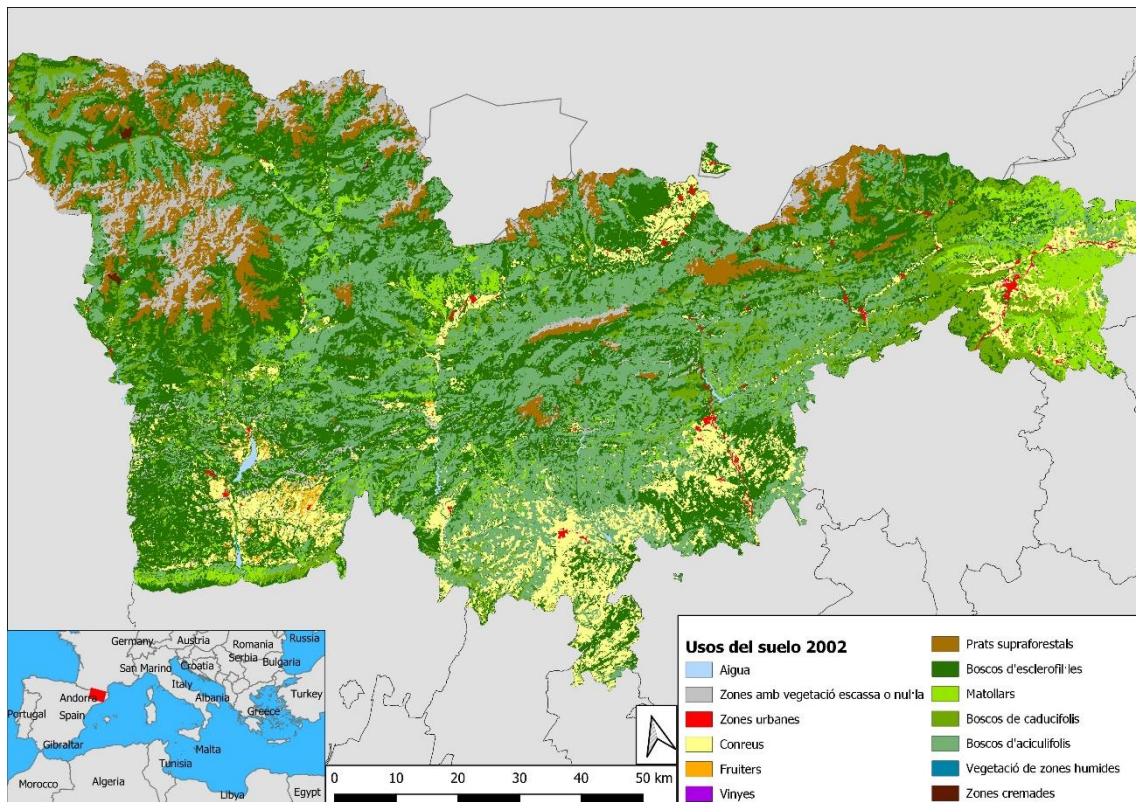 Usos del suelo 2002
Aigua
Zones amb vegetació escassa o nul·la
Zones urbanes
Conreus
Fruiters
Vinyes
Prats supraforestals
Boscos d'esclerofil·les
Matollars
Boscos de caducifolis
Boscos d'aciculifolis
Vegetació de zones humides
Zones cremades
0 10 20 30 40 50 km
Germany
Austria
Romania
Russia
San Marino
Croatia
Serbia
Bulgaria
Andorra
Italy
Albania
Turkey
Portugal
Spain
Greece
Gibraltar
Malta
Tunisia
Morocco
Algeria
Libya
Egypt